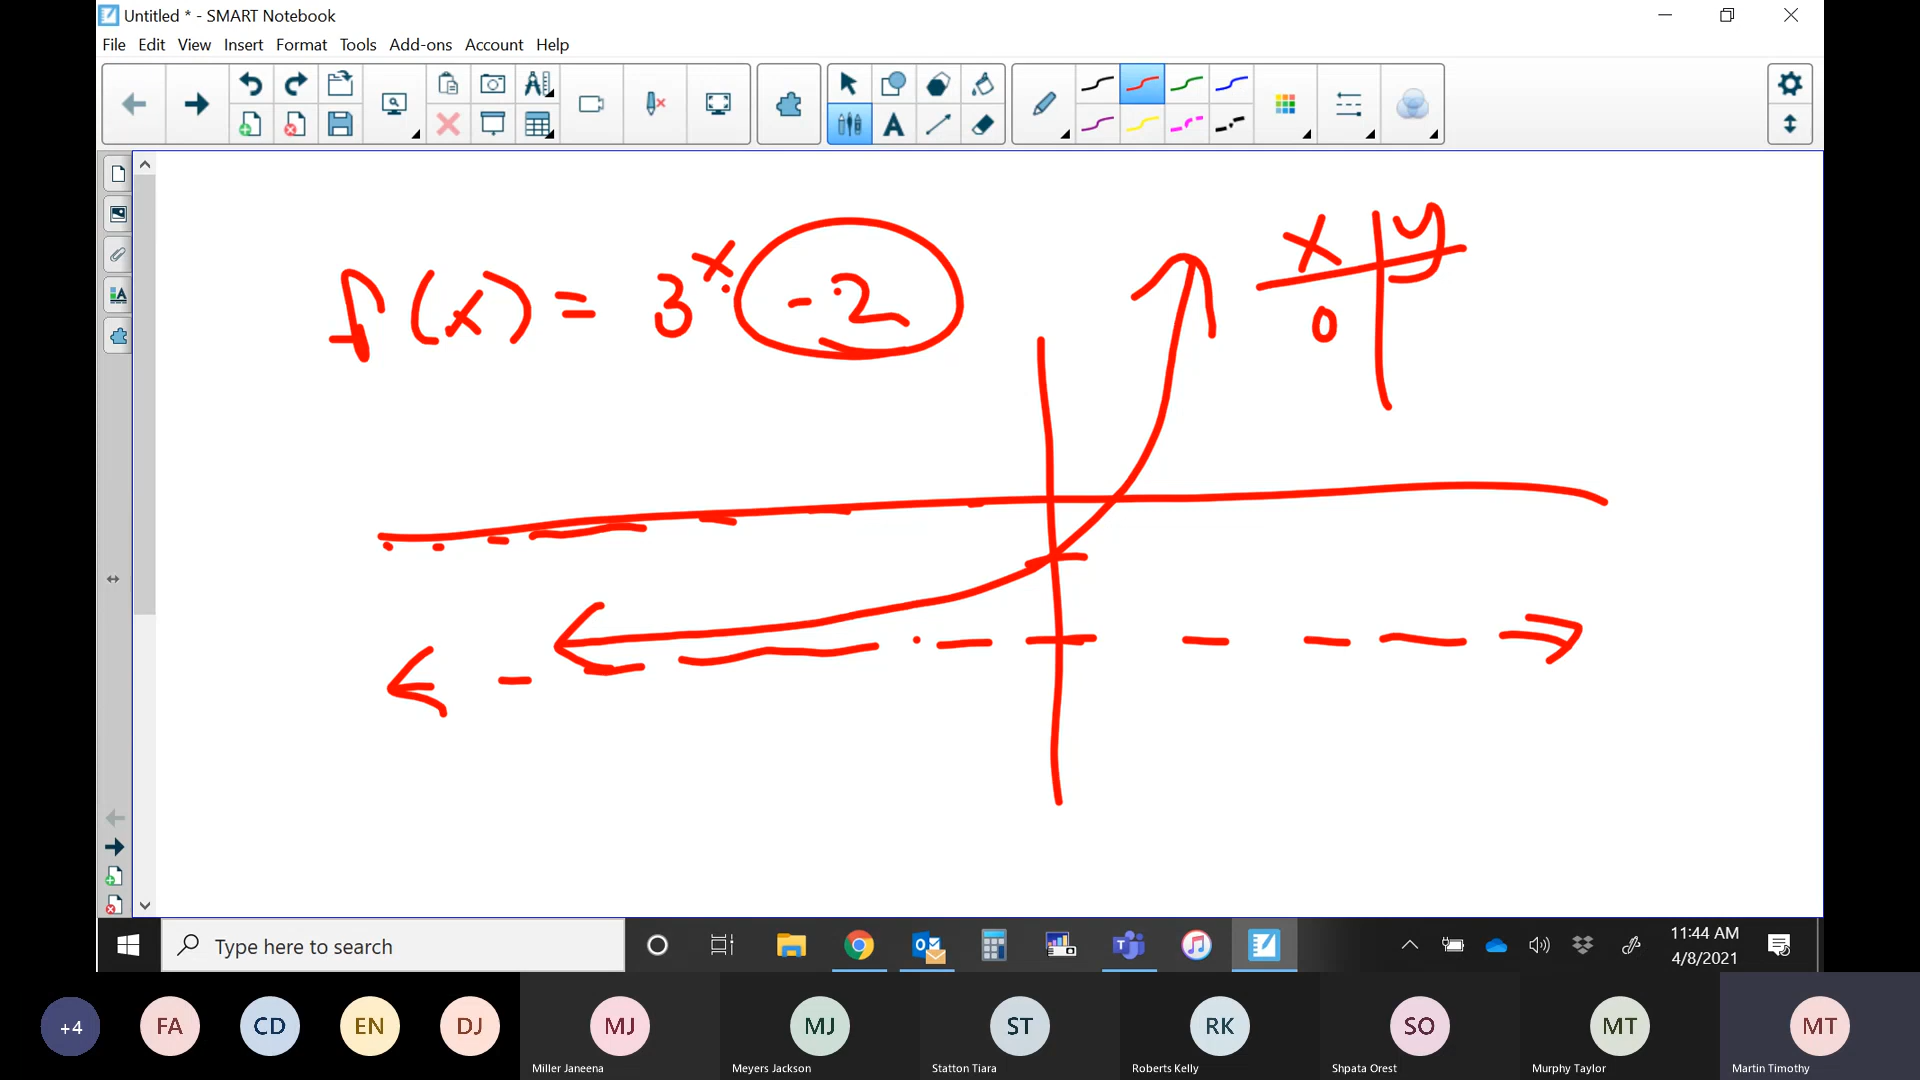 Untitled * - SMART Notebook
File Edit View Insert Format Tools Add-ons Account Help
A
f(x) = 3^x - 2
x y
0
Type here to search
11:44 AM
4/8/2021
+4 FA CD EN DJ MJ MJ ST RK SO MT MT
Miller Janeena Meyers Jackson Statton Tiara Roberts Kelly Shpata Orest Murphy Taylor Martin Timothy